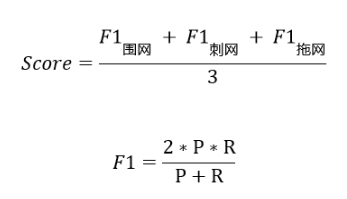 Score = (F1围网 + F1刺网 + F1拖网) / 3
F1 = (2 * P * R) / (P + R)